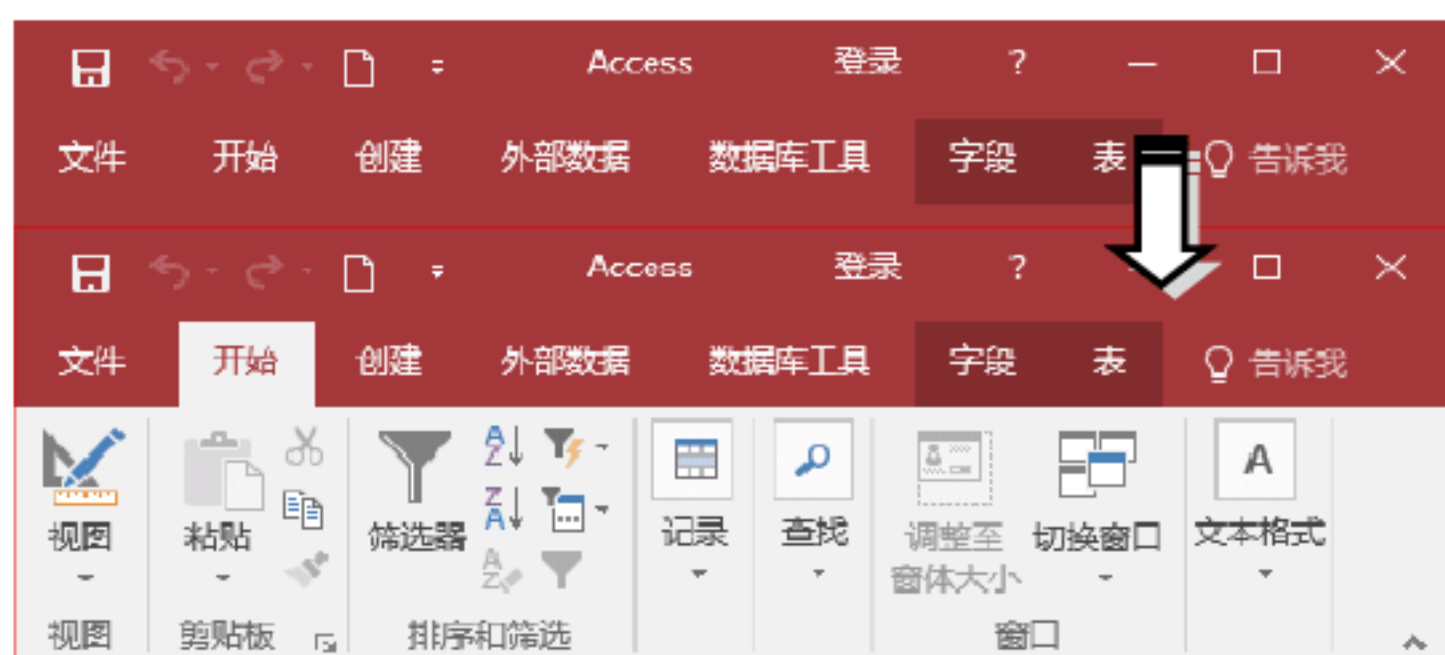 Access 登录 ?
文件 开始 创建 外部数据 数据库工具 字段 表 告诉我
Access 登录 ?
文件 开始 创建 外部数据 数据库工具 字段 表 告诉我
视图 粘贴 筛选器 记录 查找 调整至 窗体大小 切换窗口 A 文本格式
视图 剪贴板 排序和筛选 窗口